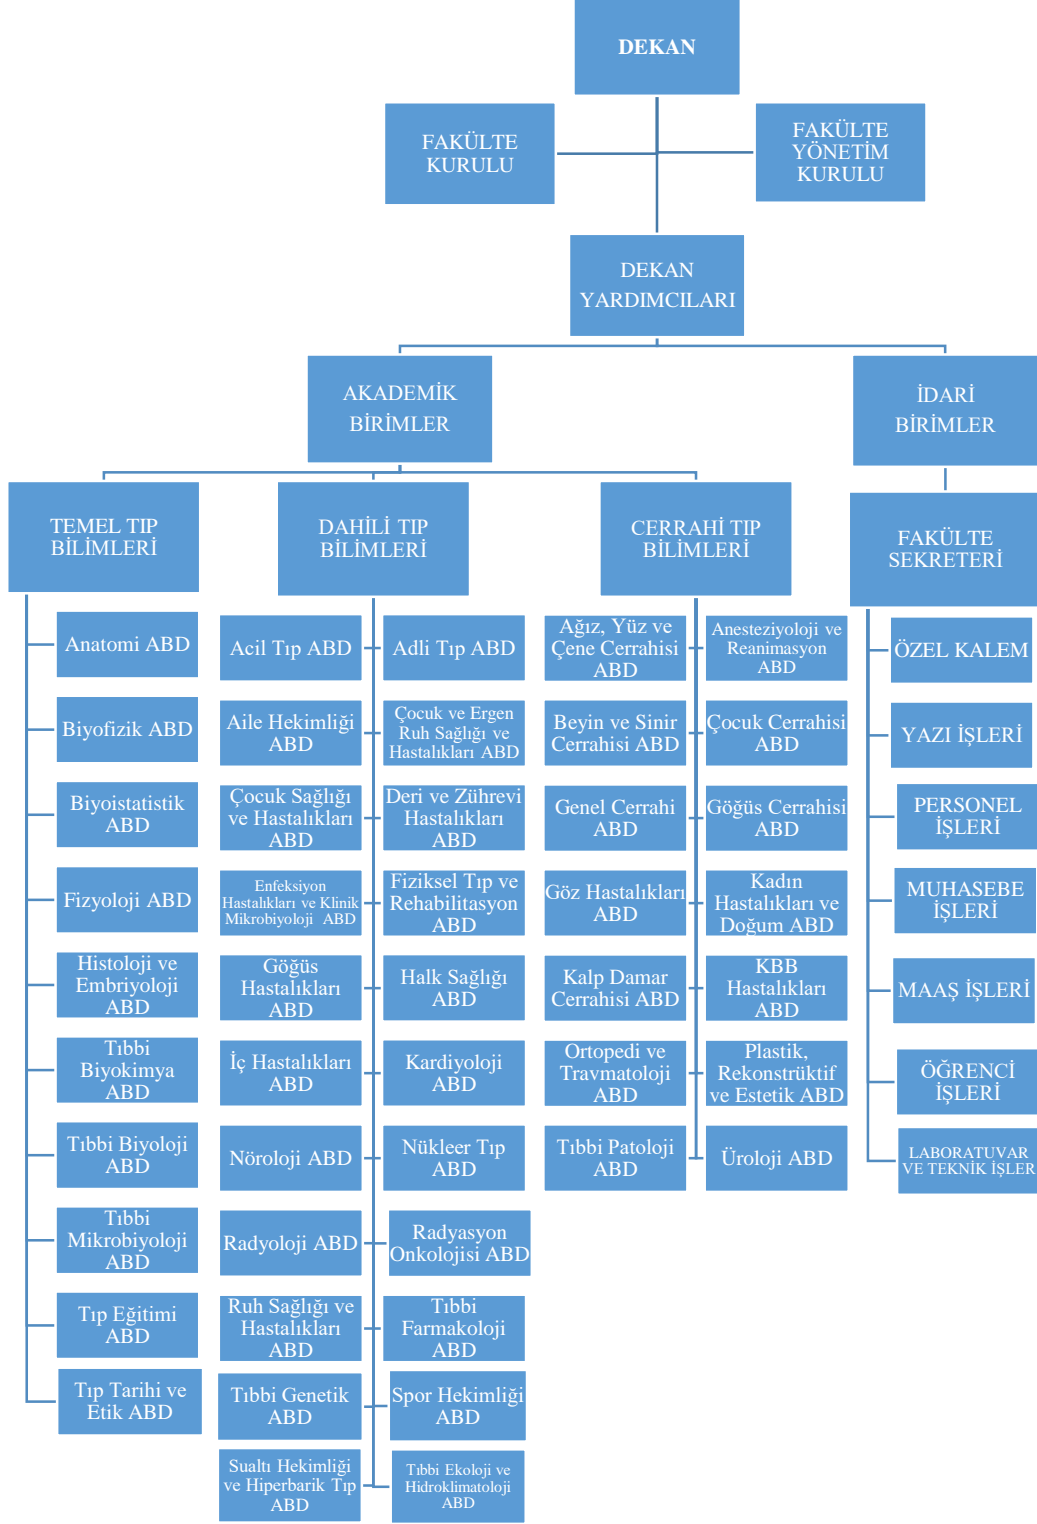 DEKAN
FAKÜLTE
KURULU
FAKÜLTE
YÖNETİM
KURULU
DEKAN
YARDIMCILARI
AKADEMİK
BİRİMLER
İDARİ
BİRİMLER
TEMEL TIP
BİLİMLERİ
DAHİLİ TIP
BİLİMLERİ
CERRAHİ TIP
BİLİMLERİ
FAKÜLTE
SEKRETERİ
Anatomi ABD
Biyofizik ABD
Biyoistatistik
ABD
Fizyoloji ABD
Histoloji ve
Embriyoloji
ABD
Tıbbi
Biyokimya
ABD
Tıbbi Biyoloji
ABD
Tıbbi
Mikrobiyoloji
ABD
Tıp Eğitimi
ABD
Tıp Tarihi ve
Etik ABD
Acil Tıp ABD
Adli Tıp ABD
Aile Hekimliği
ABD
Çocuk ve Ergen
Ruh Sağlığı ve
Hastalıkları ABD
Çocuk Sağlığı
ve Hastalıkları
ABD
Deri ve Zührevi
Hastalıkları
ABD
Enfeksiyon
Hastalıkları ve Klinik
Mikrobiyoloji ABD
Fiziksel Tıp ve
Rehabilitasyon
ABD
Göğüs
Hastalıkları
ABD
Halk Sağlığı
ABD
İç Hastalıkları
ABD
Kardiyoloji
ABD
Nöroloji ABD
Nükleer Tıp
ABD
Radyoloji ABD
Radyasyon
Onkolojisi ABD
Ruh Sağlığı ve
Hastalıkları
ABD
Tıbbi
Farmakoloji
ABD
Tıbbi Genetik
ABD
Spor Hekimliği
ABD
Sualtı Hekimliği
ve Hiperbarik Tıp
ABD
Tıbbi Ekoloji ve
Hidroklimatoloji
ABD
Ağız, Yüz ve
Çene Cerrahisi
ABD
Anesteziyoloji ve
Reanimasyon
ABD
Beyin ve Sinir
Cerrahisi ABD
Çocuk Cerrahisi
ABD
Genel Cerrahi
ABD
Göğüs Cerrahisi
ABD
Göz Hastalıkları
ABD
Kadın
Hastalıkları ve
Doğum ABD
Kalp Damar
Cerrahisi ABD
KBB
Hastalıkları
ABD
Ortopedi ve
Travmatoloji
ABD
Plastik,
Rekonstrüktif
ve Estetik ABD
Tıbbi Patoloji
ABD
Üroloji ABD
ÖZEL KALEM
YAZI İŞLERİ
PERSONEL
İŞLERİ
MUHASEBE
İŞLERİ
MAAŞ İŞLERİ
ÖĞRENCİ
İŞLERİ
LABORATUVAR
VE TEKNİK İŞLER